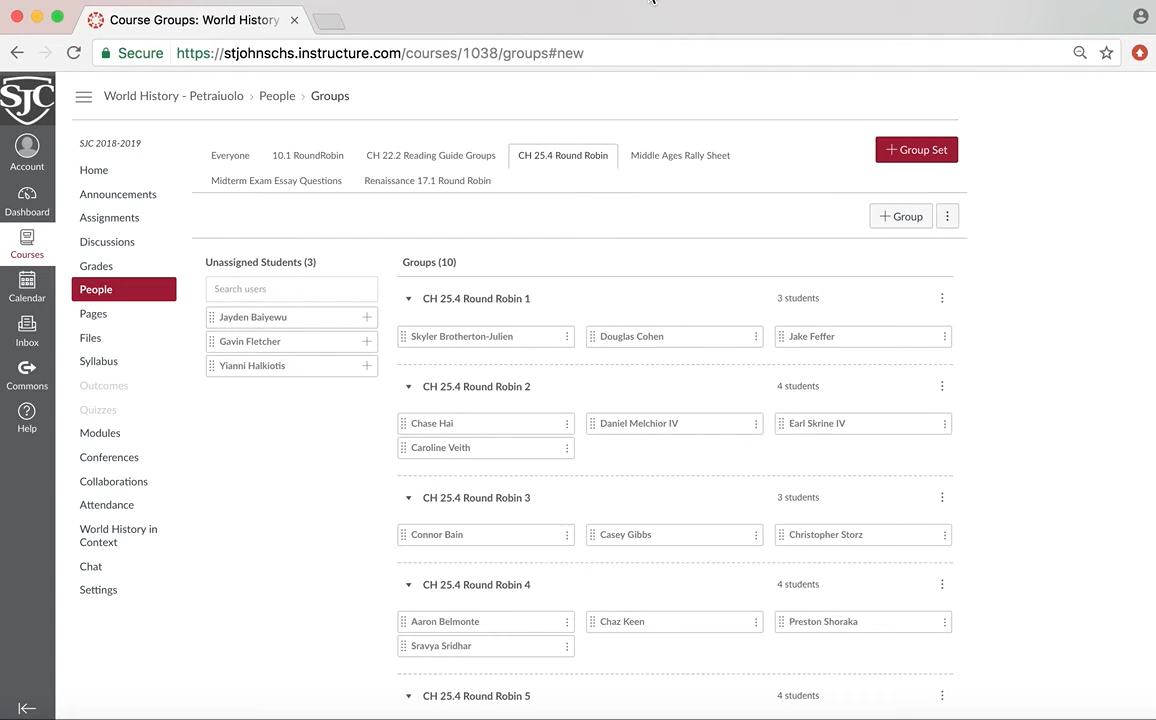 Course Groups: World History
Secure https://stjohnschs.instructure.com/courses/1038/groups#new
SJC
World History - Petraiuolo > People > Groups
Account
Dashboard
Courses
Calendar
Inbox
Commons
Help
SJC 2018-2019
Home
Announcements
Assignments
Discussions
Grades
People
Pages
Files
Syllabus
Outcomes
Quizzes
Modules
Conferences
Collaborations
Attendance
World History in
Context
Chat
Settings
Everyone 10.1 RoundRobin CH 22.2 Reading Guide Groups CH 25.4 Round Robin Middle Ages Rally Sheet
Midterm Exam Essay Questions Renaissance 17.1 Round Robin
+ Group Set
+ Group
Unassigned Students (3)
Search users
Jayden Baiyewu
Gavin Fletcher
Yianni Halkiotis
Groups (10)
CH 25.4 Round Robin 1 3 students
Skyler Brotherton-Julien Douglas Cohen Jake Feffer
CH 25.4 Round Robin 2 4 students
Chase Hai Daniel Melchior IV Earl Skrine IV
Caroline Veith
CH 25.4 Round Robin 3 3 students
Connor Bain Casey Gibbs Christopher Storz
CH 25.4 Round Robin 4 4 students
Aaron Belmonte Chaz Keen Preston Shoraka
Sravya Sridhar
CH 25.4 Round Robin 5 4 students